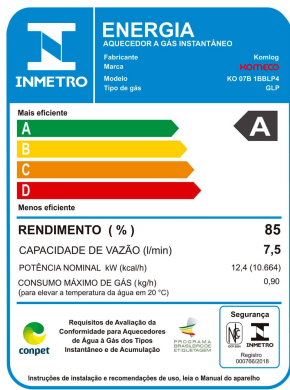 ENERGIA
AQUECEDOR A GÁS INSTANTÂNEO
INMETRO
Fabricante Komlog
Marca KOMECO
Modelo KO 07B 1BBLP4
Tipo de gás GLP
Mais eficiente
A
A
B
C
D
Menos eficiente
RENDIMENTO ( % ) 85
CAPACIDADE DE VAZÃO (l/min) 7,5
POTÊNCIA NOMINAL kW (kcal/h) 12,4 (10.664)
CONSUMO MÁXIMO DE GÁS (kg/h) 0,90
(para elevar a temperatura da água em 20 °C)
conpet
Requisitos de Avaliação da
Conformidade para Aquecedores
de Água à Gás dos Tipos
Instantâneo e de Acumulação
PROGRAMA
BRASILEIRO DE
ETIQUETAGEM
Segurança
INMETRO
Registro
000766/2018
Instruções de instalação e recomendações de uso, leia o Manual do aparelho